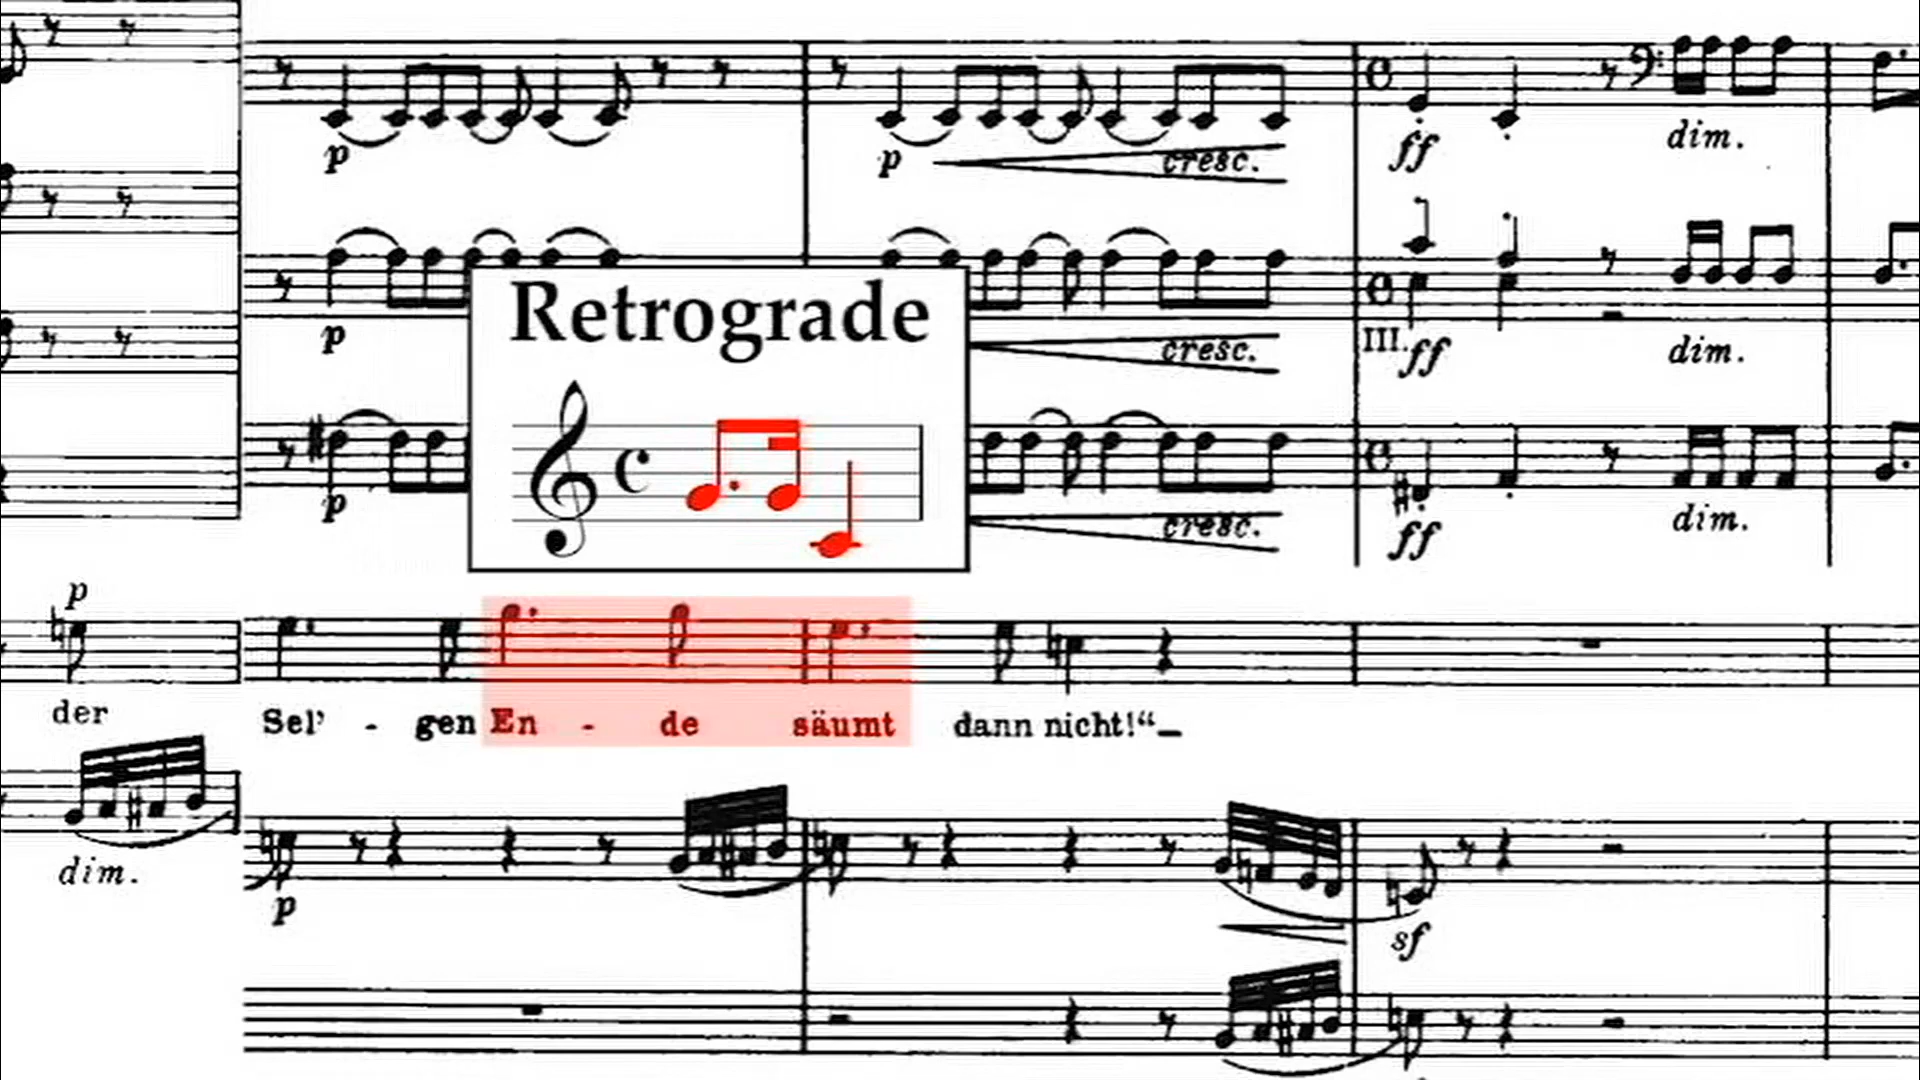 p p cresc. ff dim.
p cresc. III. ff dim.
Retrograde
p cresc. ff dim.
p
der Sel' - gen En - de säumt dann nicht!“—
dim. p sf